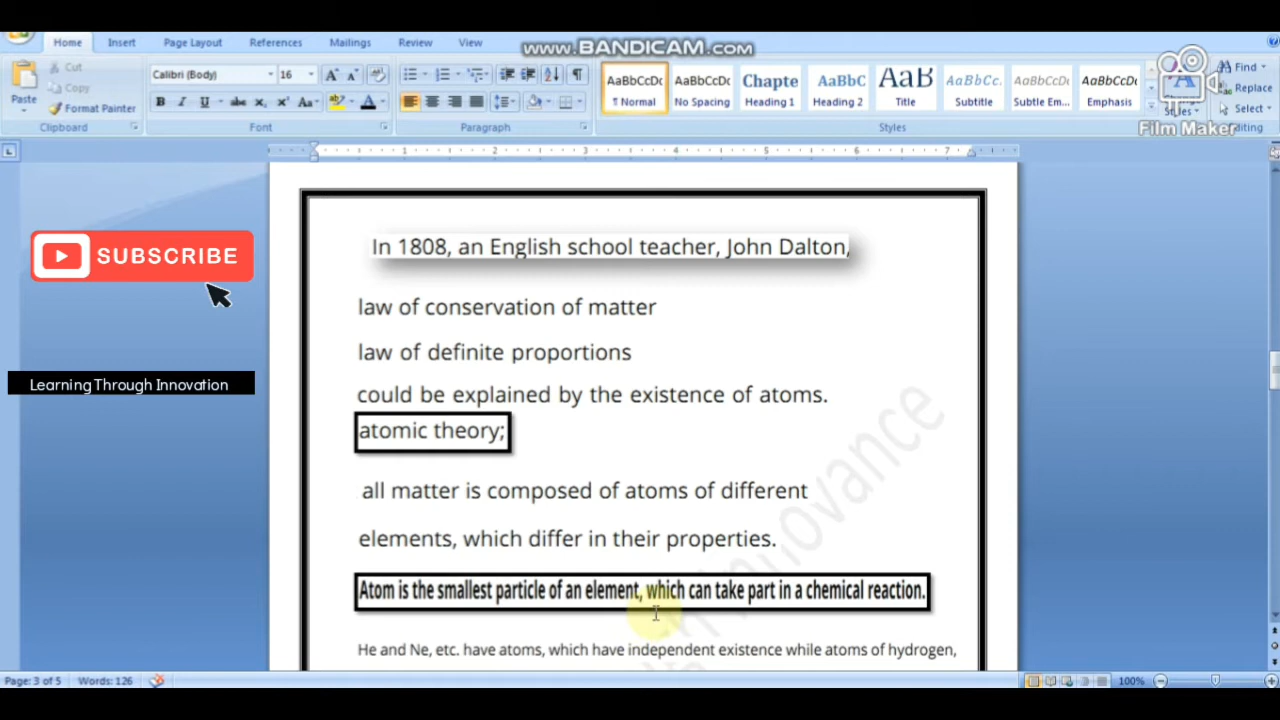 Home Insert Page Layout References Mailings Review View
www.BANDICAM.com
Cut
Copy
Paste
Format Painter
Clipboard
Calibri (Body) 16
Font
Paragraph
AaBbCcDc AaBbCcDc Chapte AaBbC AaB AaBbCc. AaBbCcDc AaBbCcDc
¶ Normal No Spacing Heading 1 Heading 2 Title Subtitle Subtle Em... Emphasis
Styles
Find
Replace
Select
Film Maker
SUBSCRIBE
Learning Through Innovation
In 1808, an English school teacher, John Dalton,
law of conservation of matter
law of definite proportions
could be explained by the existence of atoms.
atomic theory;
all matter is composed of atoms of different
elements, which differ in their properties.
Atom is the smallest particle of an element, which can take part in a chemical reaction.
He and Ne, etc. have atoms, which have independent existence while atoms of hydrogen,
Page: 3 of 5 Words: 126
100%